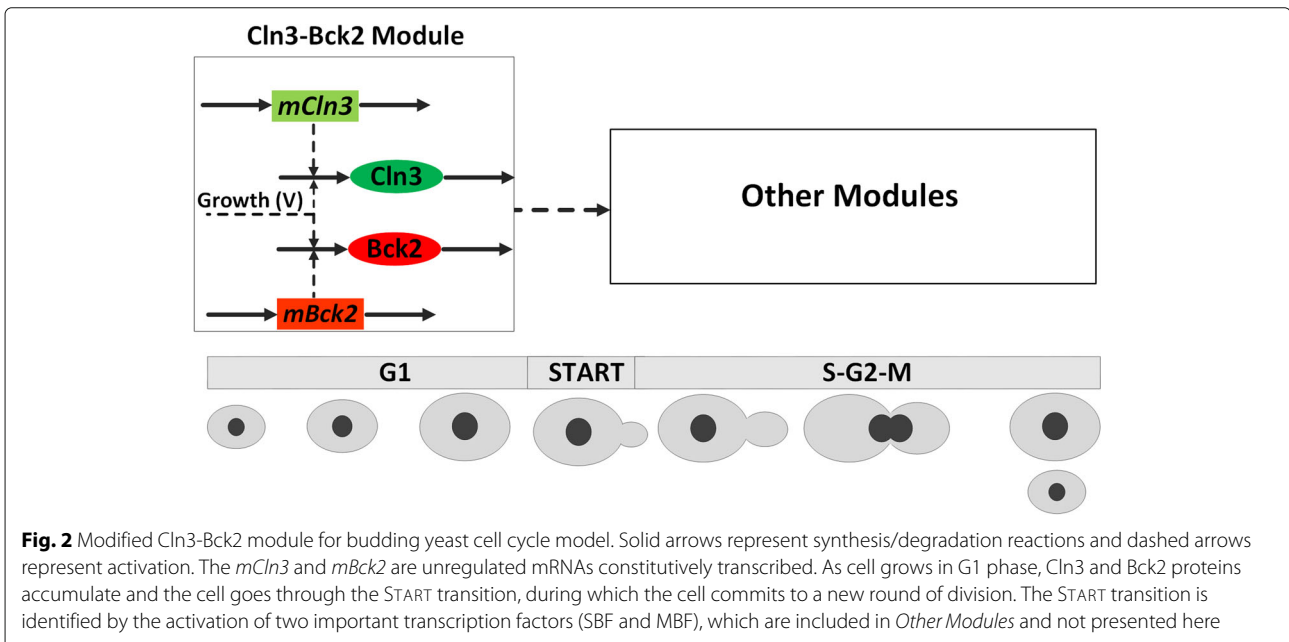 Cln3-Bck2 Module
mCln3
Cln3
Growth (V)
Other Modules
Bck2
mBck2
G1 START S-G2-M
Fig. 2 Modified Cln3-Bck2 module for budding yeast cell cycle model. Solid arrows represent synthesis/degradation reactions and dashed arrows
represent activation. The mCln3 and mBck2 are unregulated mRNAs constitutively transcribed. As cell grows in G1 phase, Cln3 and Bck2 proteins
accumulate and the cell goes through the START transition, during which the cell commits to a new round of division. The START transition is
identified by the activation of two important transcription factors (SBF and MBF), which are included in Other Modules and not presented here